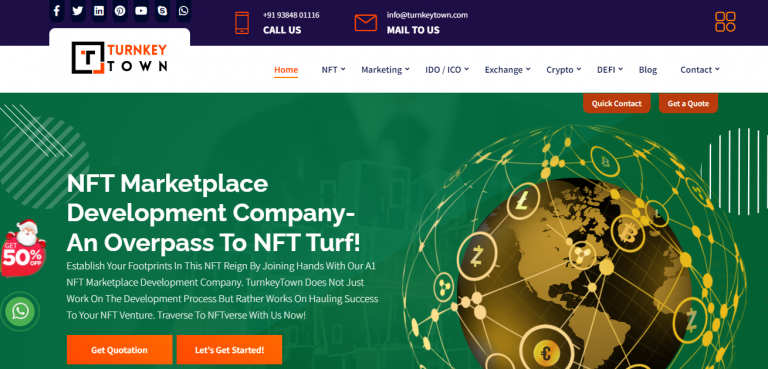 +91 93848 01116
CALL US
info@turnkeytown.com
MAIL TO US
TURNKEY
TOWN
Home
NFT
Marketing
IDO / ICO
Exchange
Crypto
DEFI
Blog
Contact
Quick Contact
Get a Quote
NFT Marketplace
Development Company-
An Overpass To NFT Turf!
Establish Your Footprints In This NFT Reign By Joining Hands With Our A1
NFT Marketplace Development Company. TurnkeyTown Does Not Just
Work On The Development Process But Rather Works On Hauling Success
To Your NFT Venture. Traverse To NFTverse With Us Now!
GET
50%
OFF
Get Quotation
Let's Get Started!